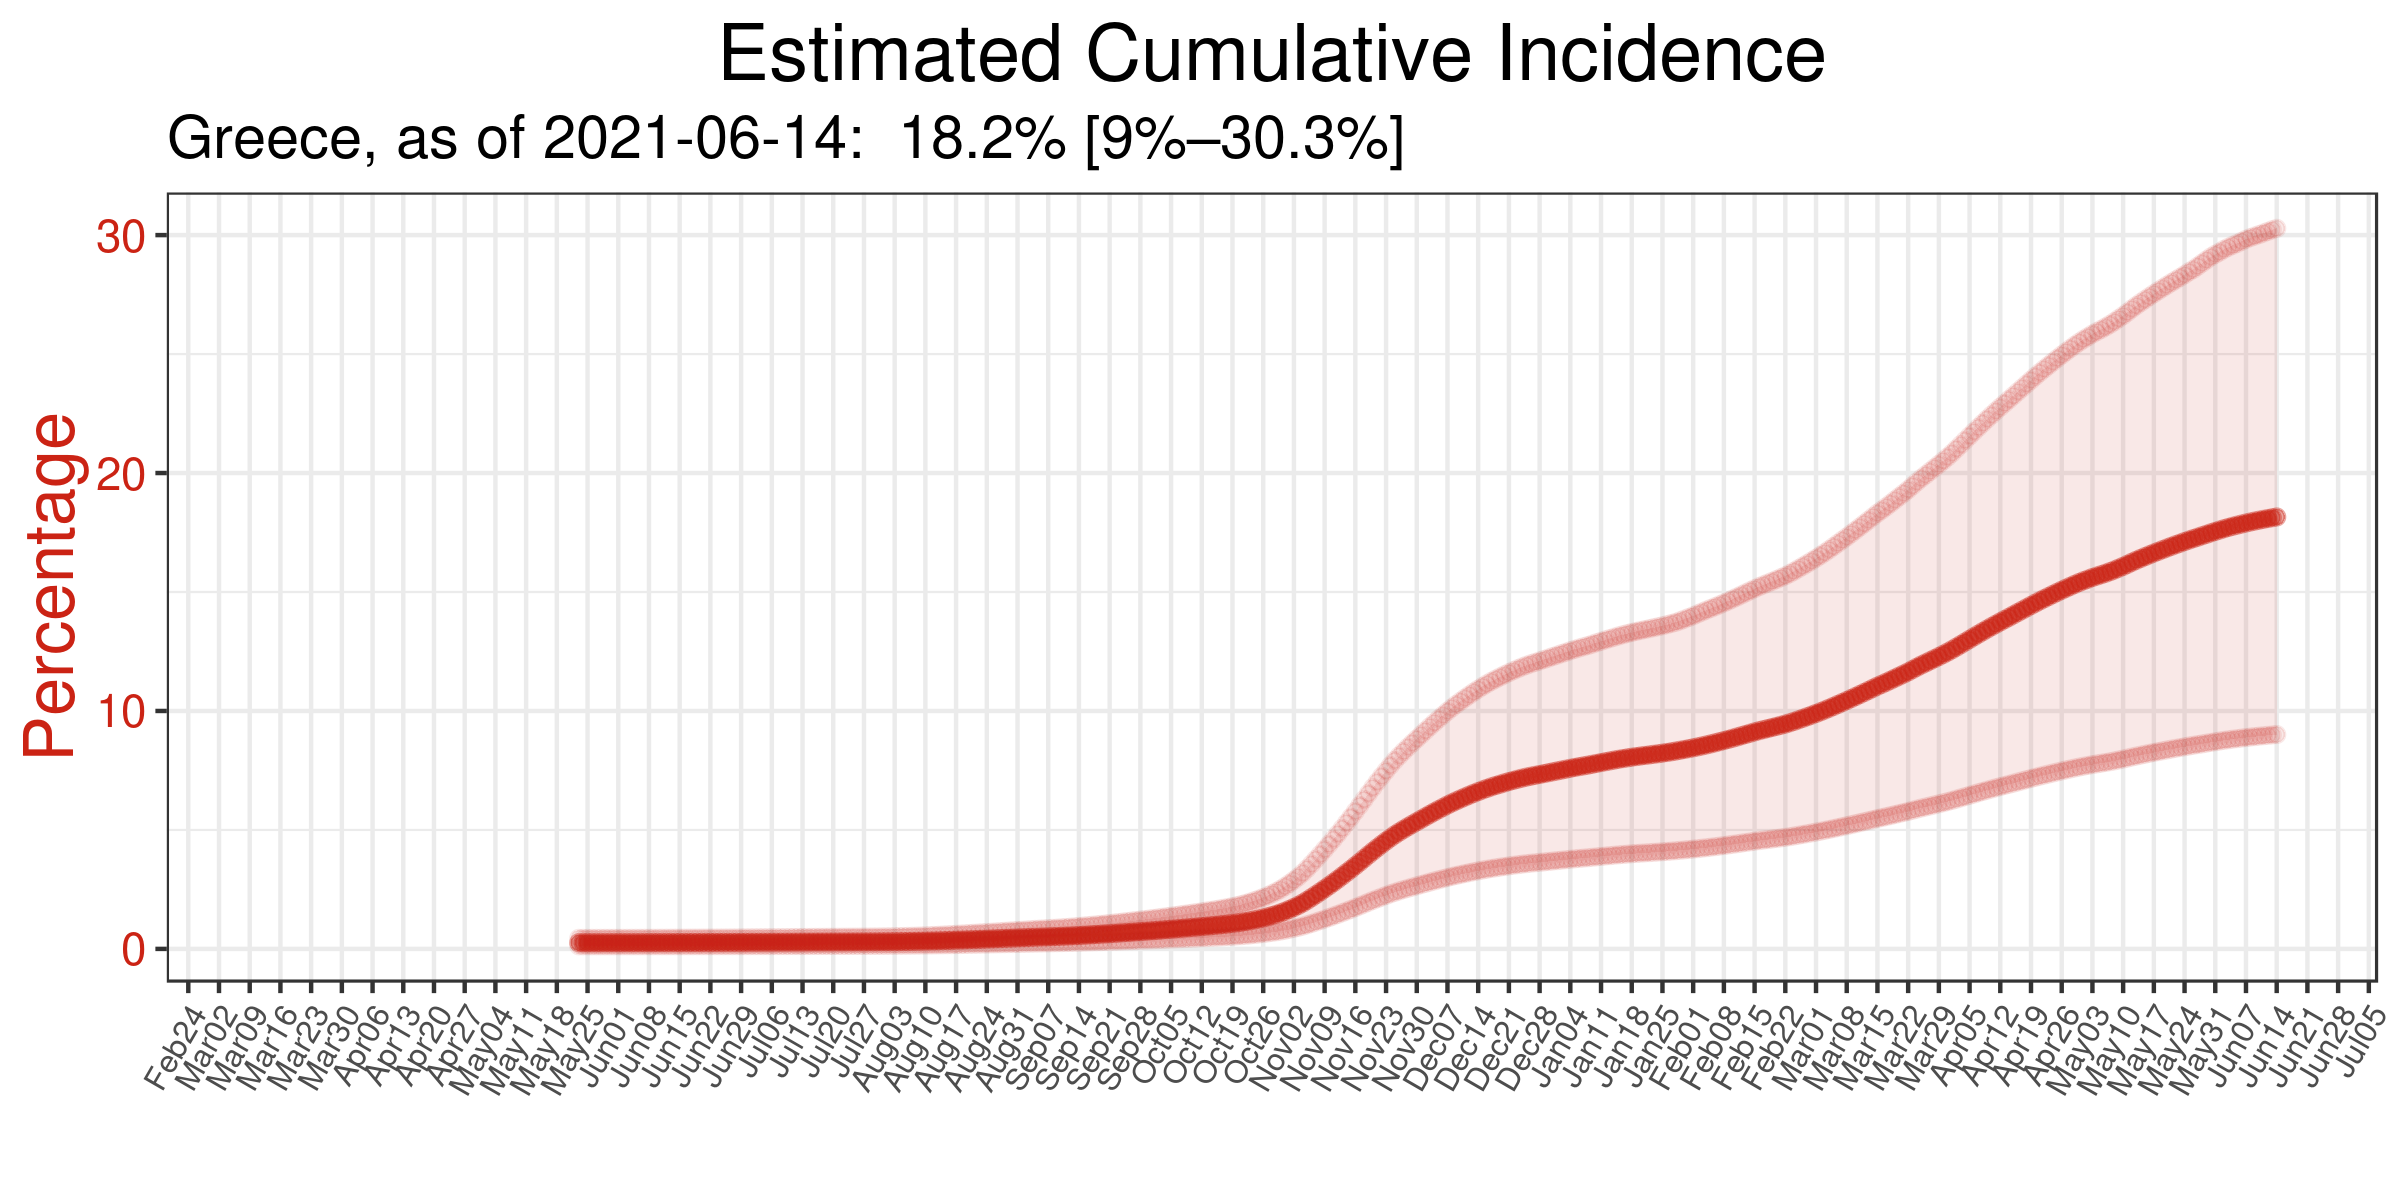 Estimated Cumulative Incidence
Greece, as of 2021-06-14:  18.2% [9%–30.3%]
Percentage
30
20
10
0
Feb24
Mar02
Mar09
Mar16
Mar23
Mar30
Apr06
Apr13
Apr20
Apr27
May04
May11
May18
May25
Jun01
Jun08
Jun15
Jun22
Jun29
Jul06
Jul13
Jul20
Jul27
Aug03
Aug10
Aug17
Aug24
Aug31
Sep07
Sep14
Sep21
Sep28
Oct05
Oct12
Oct19
Oct26
Nov02
Nov09
Nov16
Nov23
Nov30
Dec07
Dec14
Dec21
Dec28
Jan04
Jan11
Jan18
Jan25
Feb01
Feb08
Feb15
Feb22
Mar01
Mar08
Mar15
Mar22
Mar29
Apr05
Apr12
Apr19
Apr26
May03
May10
May17
May24
May31
Jun07
Jun14
Jun21
Jun28
Jul05